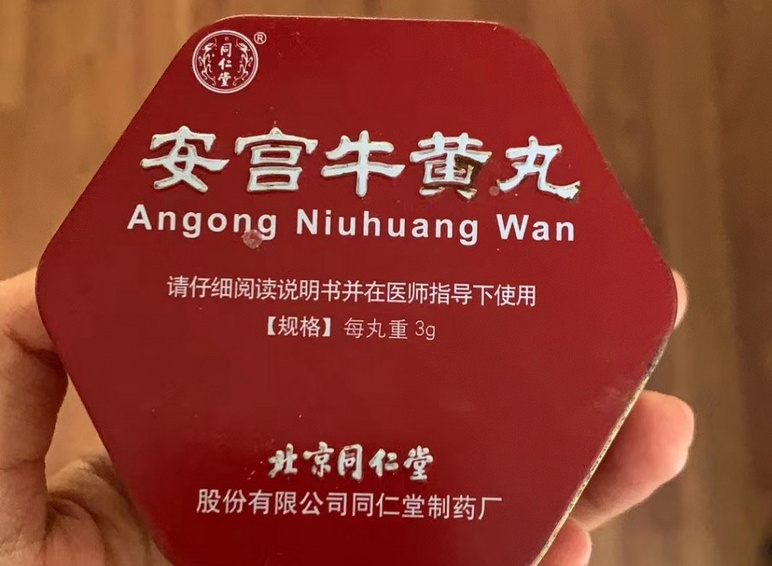 同仁堂®
安宫牛黄丸
Angong Niuhuang Wan
请仔细阅读说明书并在医师指导下使用
【规格】每丸重 3g
北京同仁堂
股份有限公司同仁堂制药厂